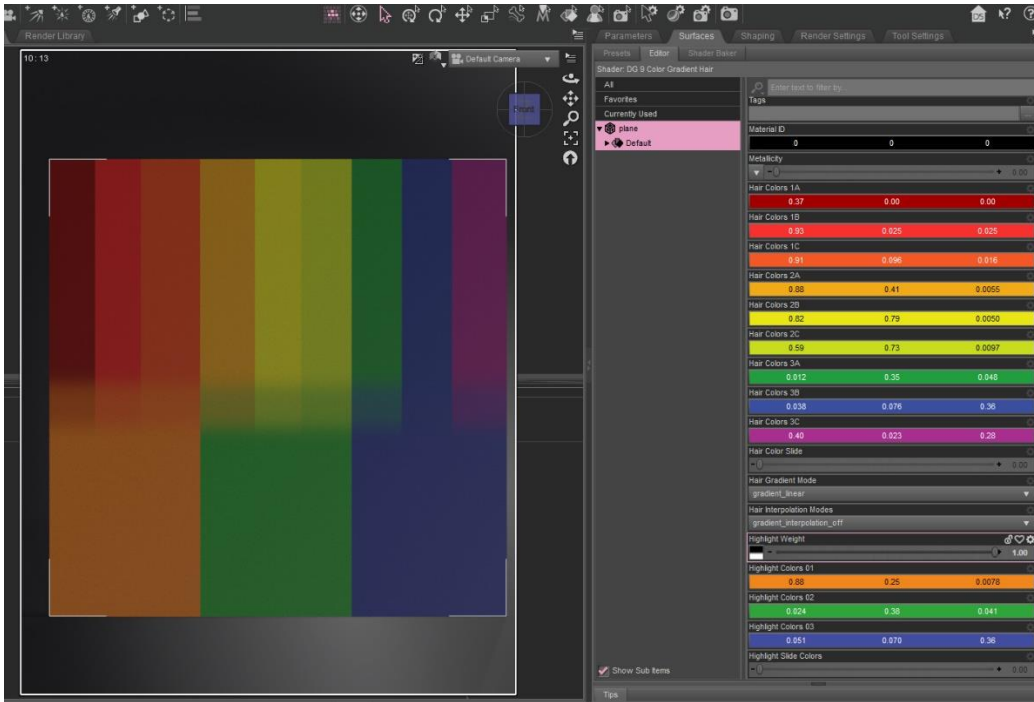 Render Library
Parameters Surfaces Shaping Render Settings Tool Settings
10:13
Default Camera
Front
Presets Editor Shader Baker
Shader: DG 9 Color Gradient Hair
All
Favorites
Currently Used
plane
Default
Show Sub Items
Enter text to filter by...
Tags
Material ID
0 0 0
Metallicity
0.00
Hair Colors 1A
0.37 0.00 0.00
Hair Colors 1B
0.93 0.025 0.025
Hair Colors 1C
0.91 0.096 0.016
Hair Colors 2A
0.88 0.41 0.0055
Hair Colors 2B
0.82 0.79 0.0050
Hair Colors 2C
0.59 0.73 0.0097
Hair Colors 3A
0.012 0.35 0.048
Hair Colors 3B
0.038 0.076 0.36
Hair Colors 3C
0.40 0.023 0.28
Hair Color Slide
0.00
Hair Gradient Mode
gradient_linear
Hair Interpolation Modes
gradient_interpolation_off
Highlight Weight
1.00
Highlight Colors 01
0.88 0.25 0.0078
Highlight Colors 02
0.024 0.38 0.041
Highlight Colors 03
0.051 0.070 0.36
Highlight Slide Colors
0.00
Tips